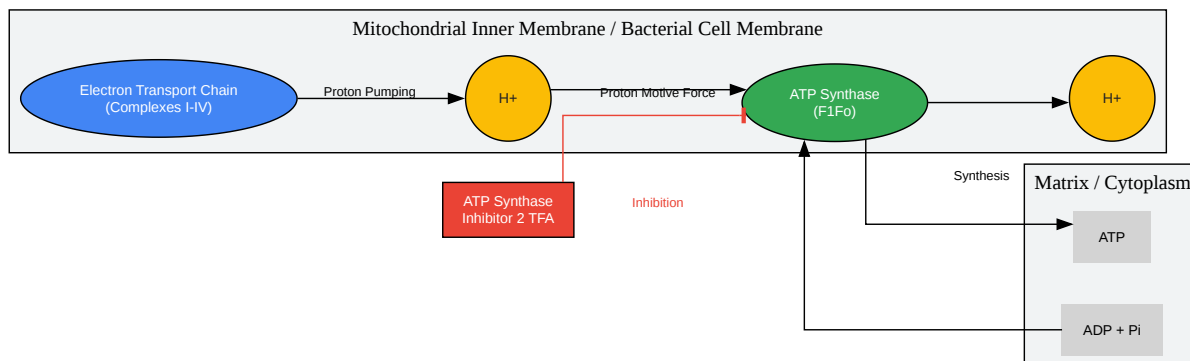 Mitochondrial Inner Membrane / Bacterial Cell Membrane
Electron Transport Chain
(Complexes I-IV)
Proton Pumping
H+
Proton Motive Force
ATP Synthase
(F1Fo)
H+
ATP Synthase
Inhibitor 2 TFA
Inhibition
Synthesis
Matrix / Cytoplasm
ATP
ADP + Pi